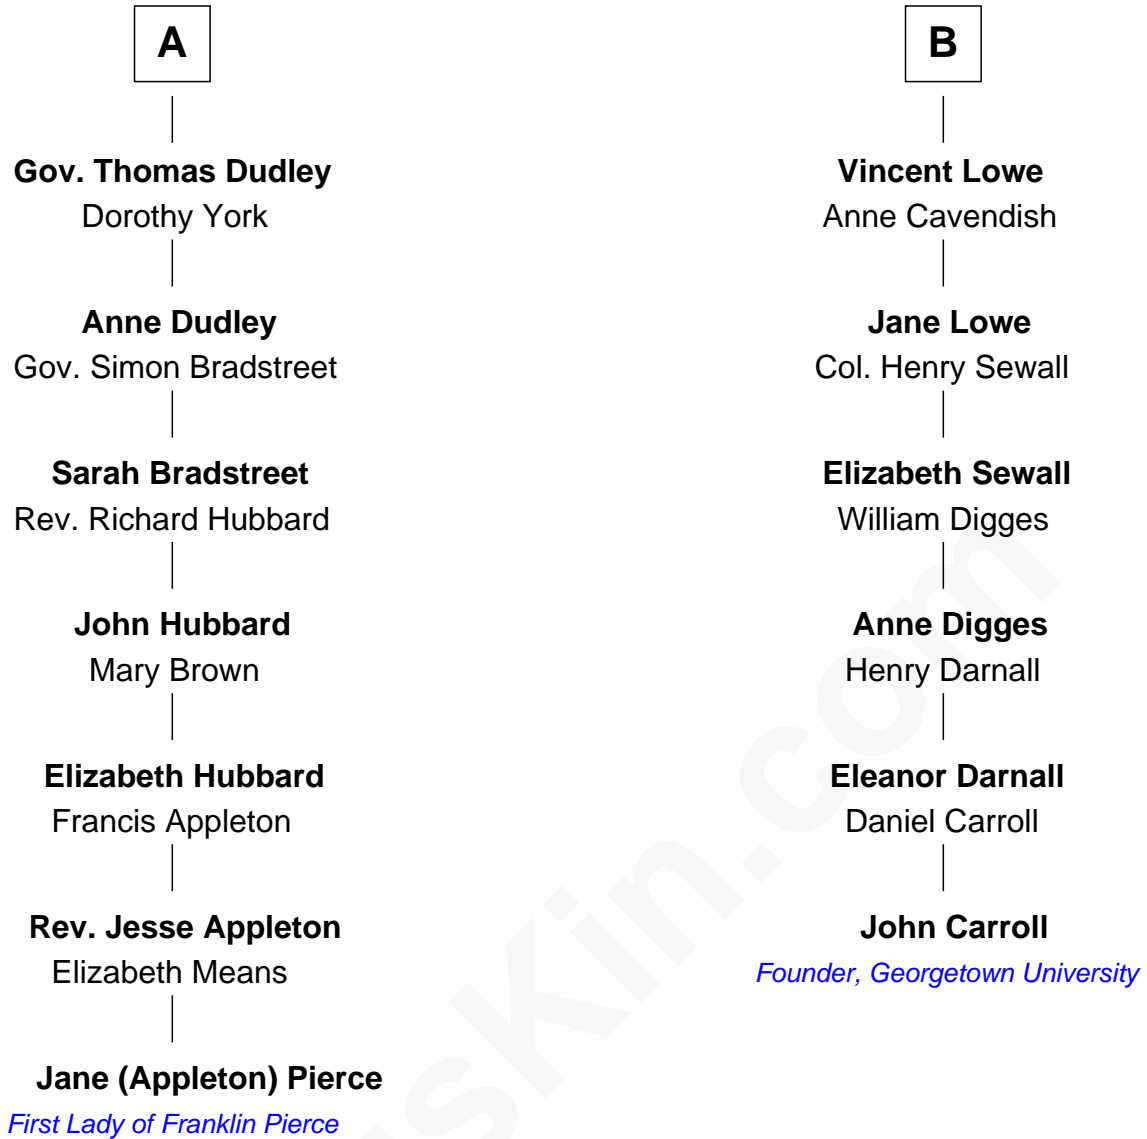 A
Gov. Thomas Dudley
Dorothy York
Anne Dudley
Gov. Simon Bradstreet
Sarah Bradstreet
Rev. Richard Hubbard
John Hubbard
Mary Brown
Elizabeth Hubbard
Francis Appleton
Rev. Jesse Appleton
Elizabeth Means
Jane (Appleton) Pierce
First Lady of Franklin Pierce
B
Vincent Lowe
Anne Cavendish
Jane Lowe
Col. Henry Sewall
Elizabeth Sewall
William Digges
Anne Digges
Henry Darnall
Eleanor Darnall
Daniel Carroll
John Carroll
Founder, Georgetown University